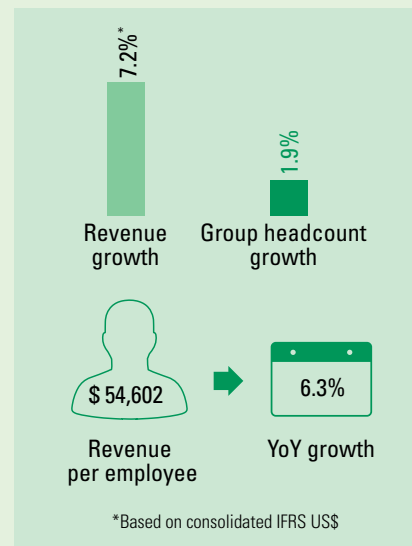 7.2%*
1.9%
Revenue
growth
Group headcount
growth
$ 54,602
6.3%
Revenue
per employee
YoY growth
*Based on consolidated IFRS US$